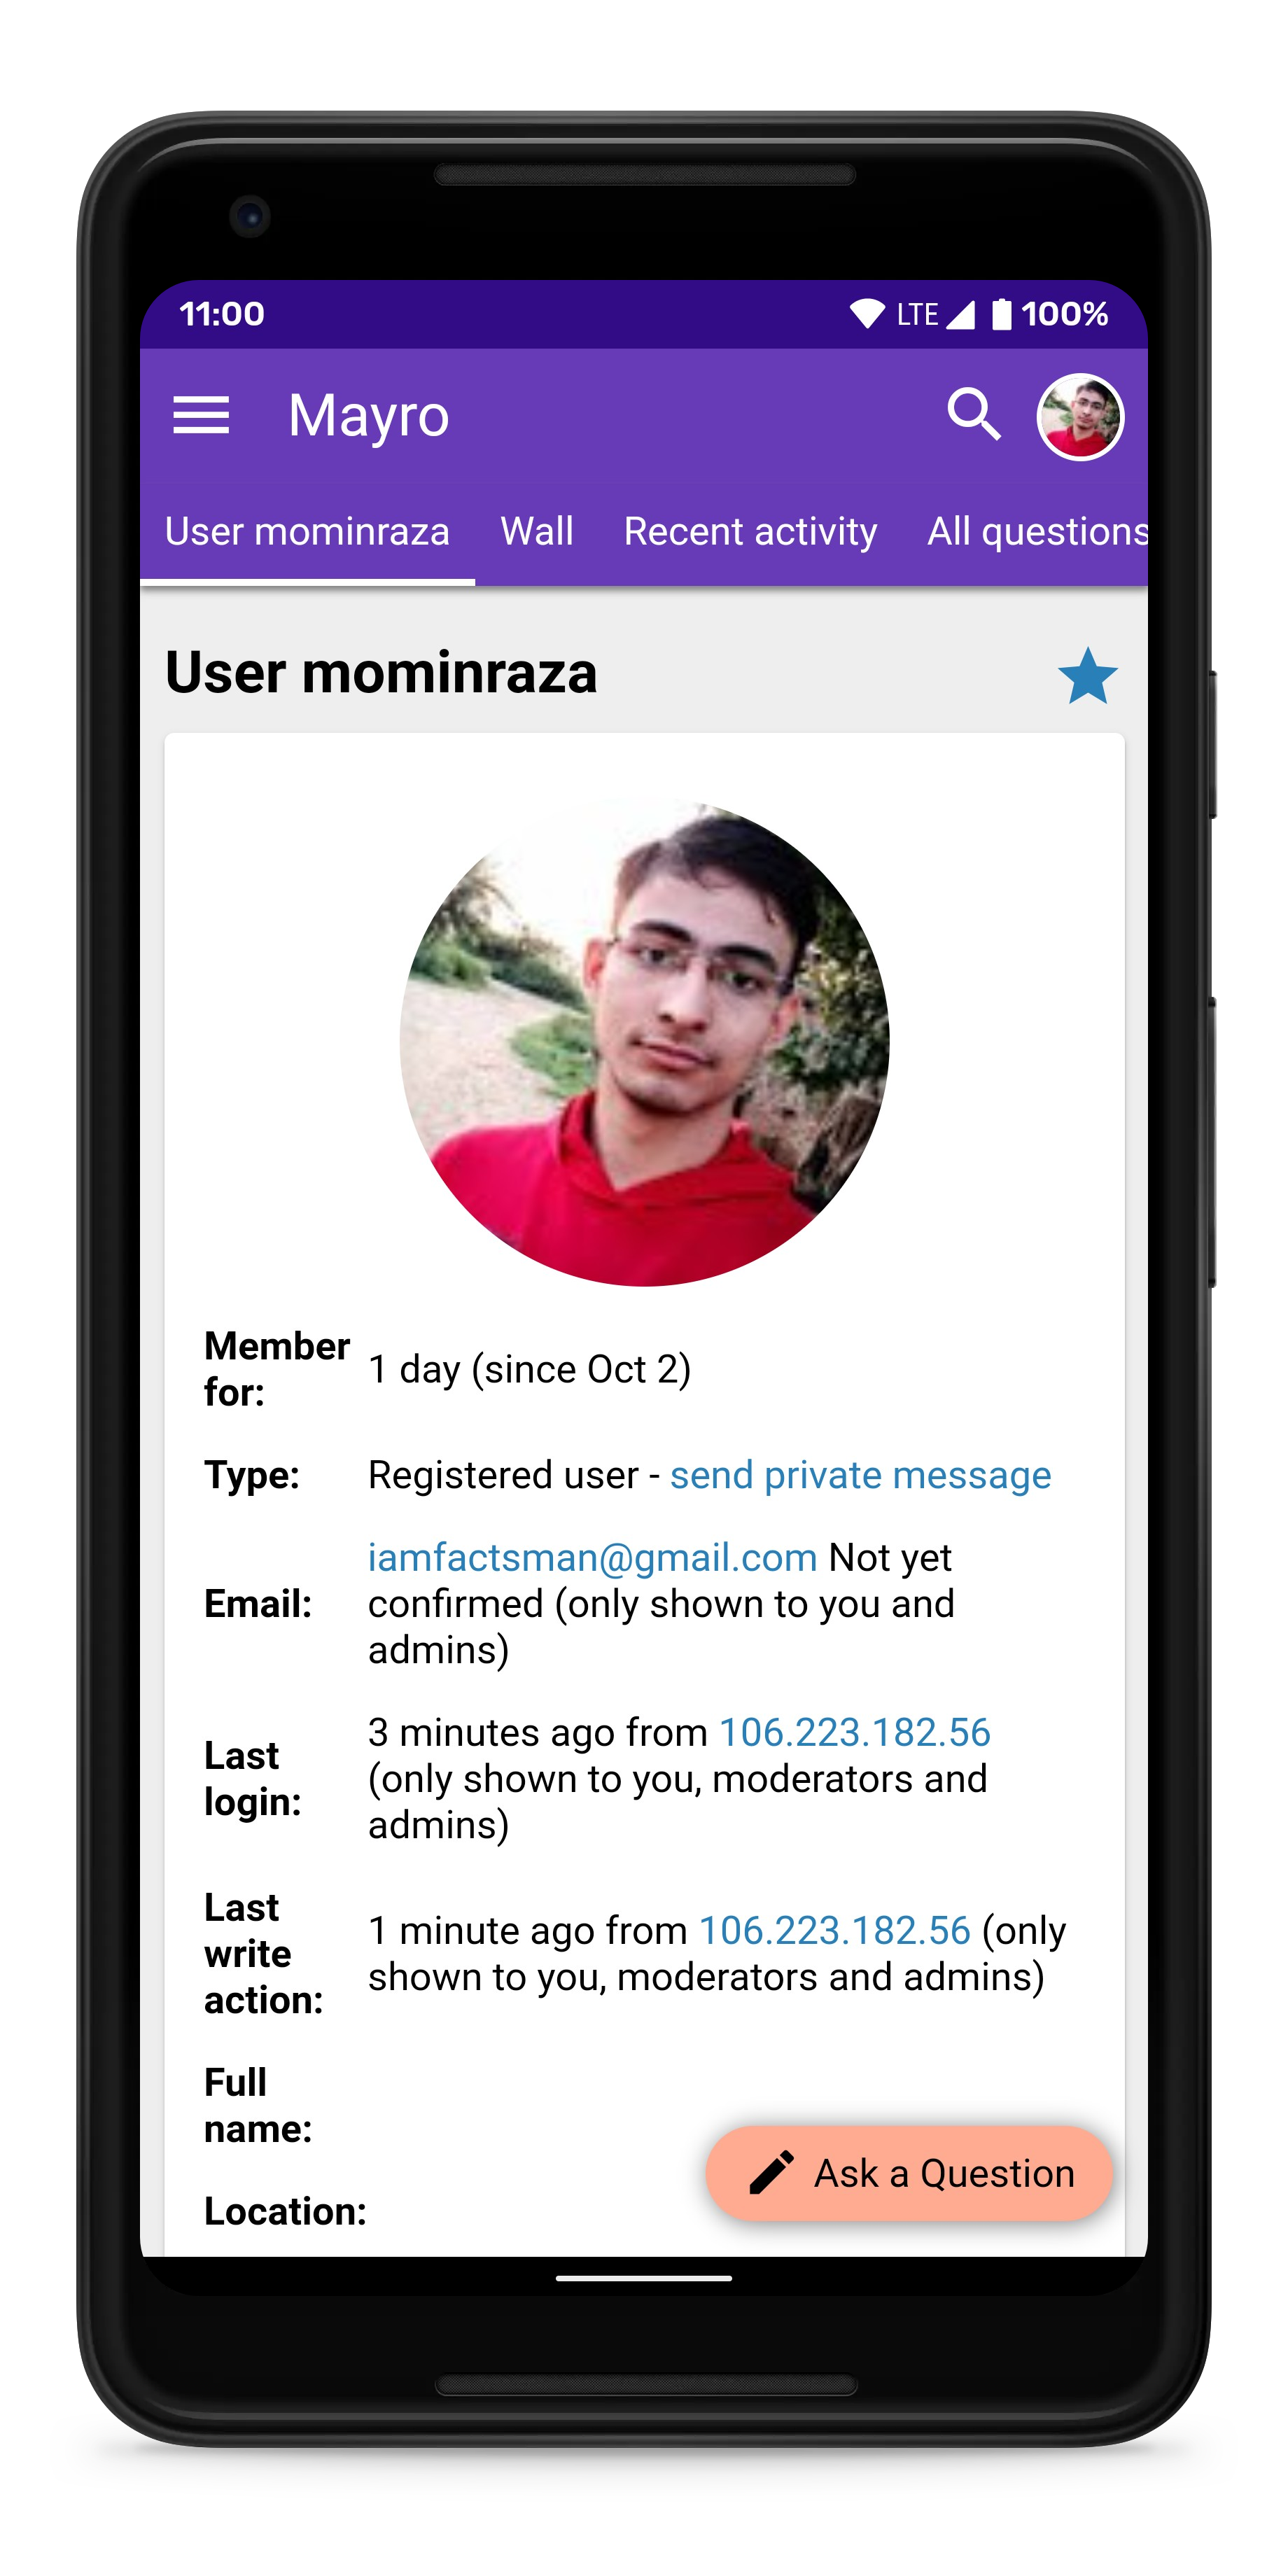 11:00 LTE 100%
Mayro
User mominraza Wall Recent activity All questions
User mominraza
Member
for:
1 day (since Oct 2)
Type:
Registered user - send private message
Email:
iamfactsman@gmail.com Not yet
confirmed (only shown to you and
admins)
Last
login:
3 minutes ago from 106.223.182.56
(only shown to you, moderators and
admins)
Last
write
action:
1 minute ago from 106.223.182.56 (only
shown to you, moderators and admins)
Full
name:
Ask a Question
Location: